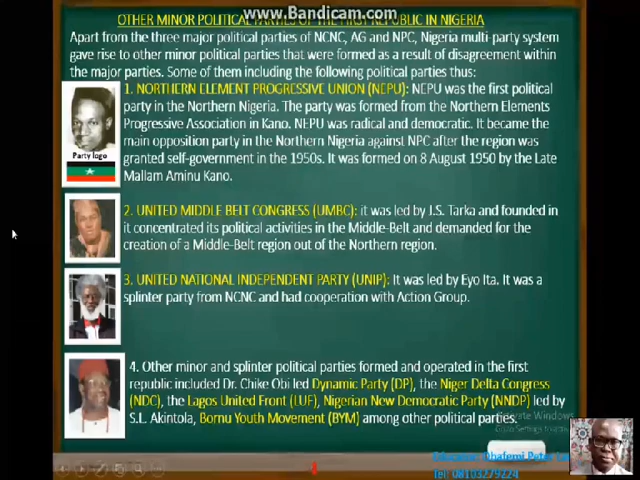 www.Bandicam.com
OTHER MINOR POLITICAL PARTIES OF THE FIRST REPUBLIC IN NIGERIA
Apart from the three major political parties of NCNC, AG and NPC, Nigeria multi-party system
gave rise to other minor political parties that were formed as a result of disagreement within
the major parties. Some of them including the following political parties thus:
1. NORTHERN ELEMENT PROGRESSIVE UNION (NEPU): NEPU was the first political
party in the Northern Nigeria. The party was formed from the Northern Elements
Progressive Association in Kano. NEPU was radical and democratic. It became the
main opposition party in the Northern Nigeria against NPC after the region was
granted self-government in the 1950s. It was formed on 8 August 1950 by the Late
Mallam Aminu Kano.
Party logo
2. UNITED MIDDLE BELT CONGRESS (UMBC): it was led by J.S. Tarka and founded in
it concentrated its political activities in the Middle-Belt and demanded for the
creation of a Middle-Belt region out of the Northern region.
3. UNITED NATIONAL INDEPENDENT PARTY (UNIP): It was led by Eyo Ita. It was a
splinter party from NCNC and had cooperation with Action Group.
4. Other minor and splinter political parties formed and operated in the first
republic included Dr. Chike Obi led Dynamic Party (DP), the Niger Delta Congress
(NDC), the Lagos United Front (LUF), Nigerian New Democratic Party (NNDP) led by
S.L. Akintola, Bornu Youth Movement (BYM) among other political parties.
Windows
Peter
Tel: 08103279224